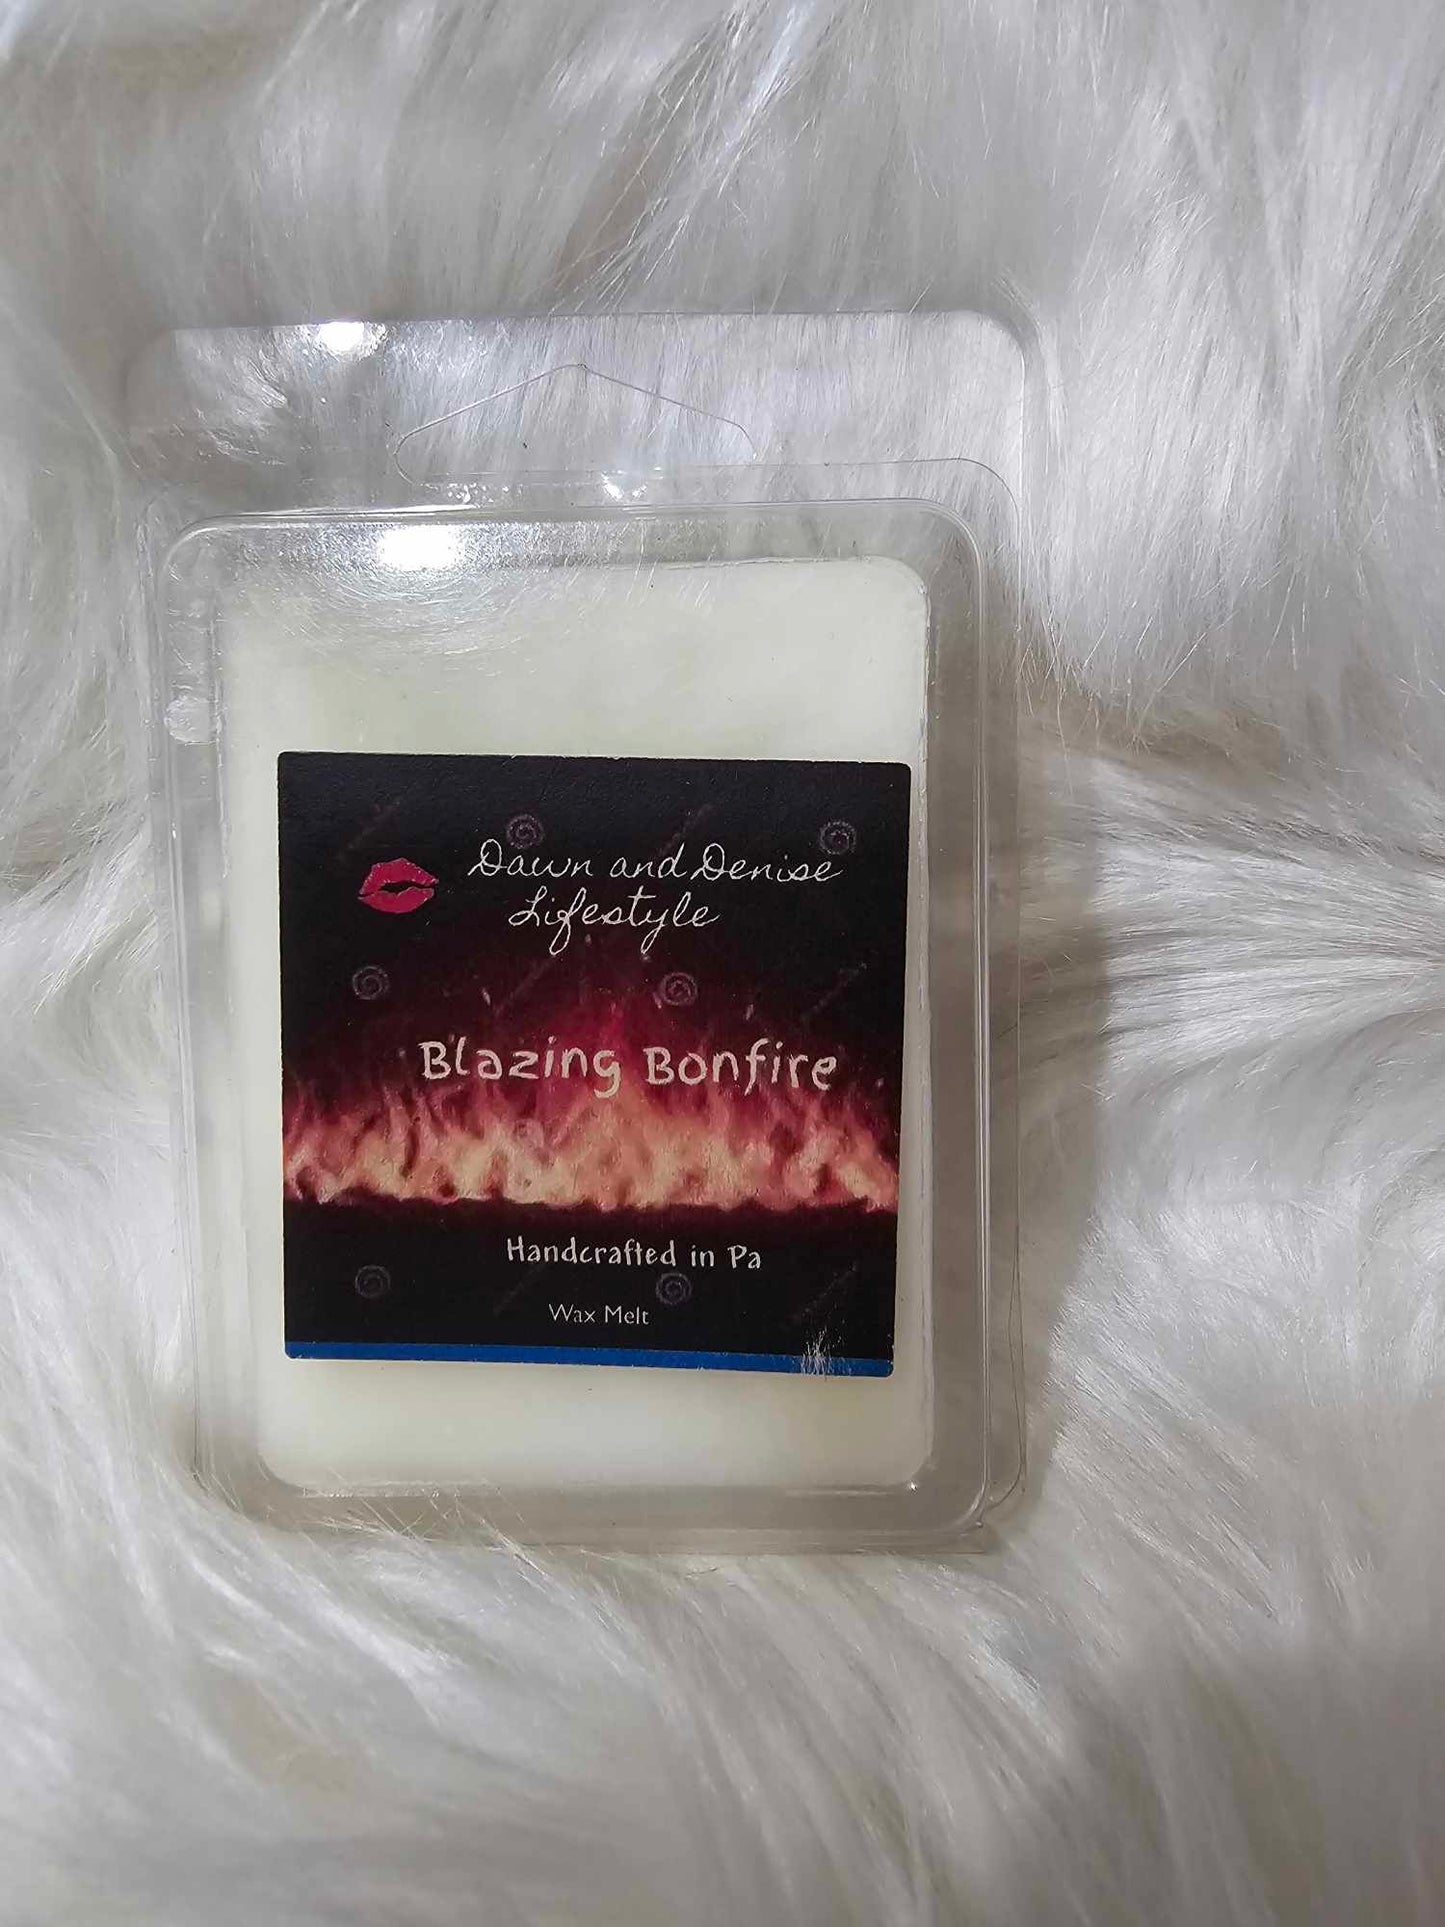 Dawn and Denise
Lifestyle
Blazing Bonfire
Handcrafted in Pa
Wax Melt